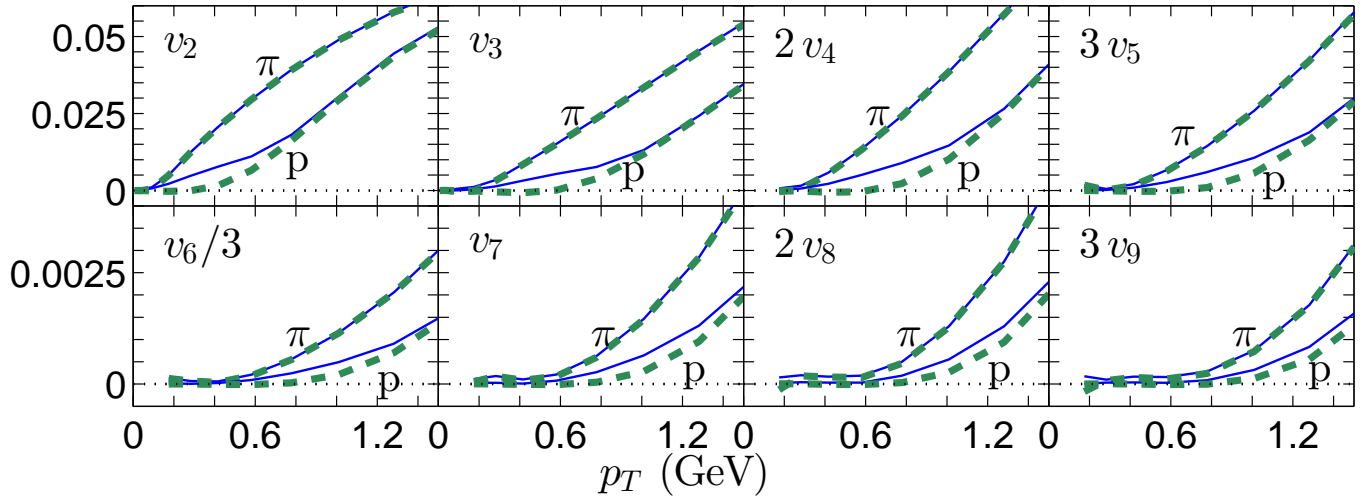 0.05 v₂ v₃ 2 v₄ 3 v₅
π π π π
0.025
p p p p
0
v₆/3 v₇ 2 v₈ 3 v₉
0.0025
π π π π
p p p p
0
0 0.6 1.2 0 0.6 1.2 0 0.6 1.2 0 0.6 1.2
p_T (GeV)